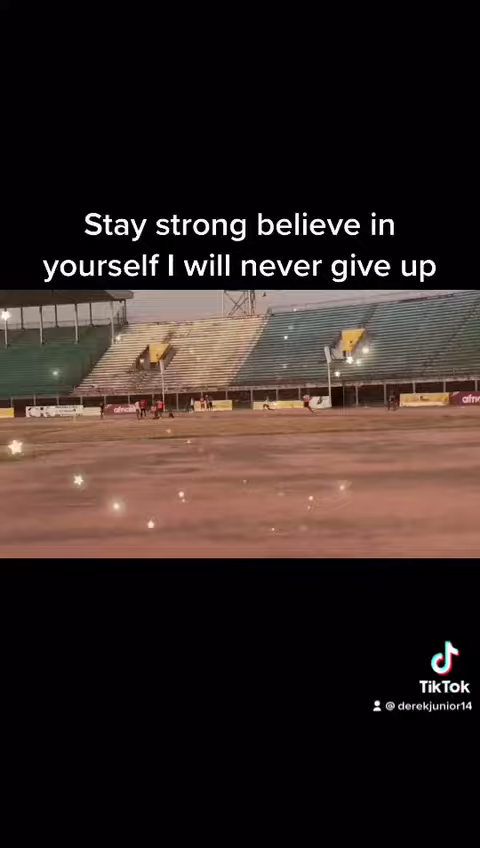 Stay strong believe in
yourself I will never give up
TikTok
@ derekjunior14